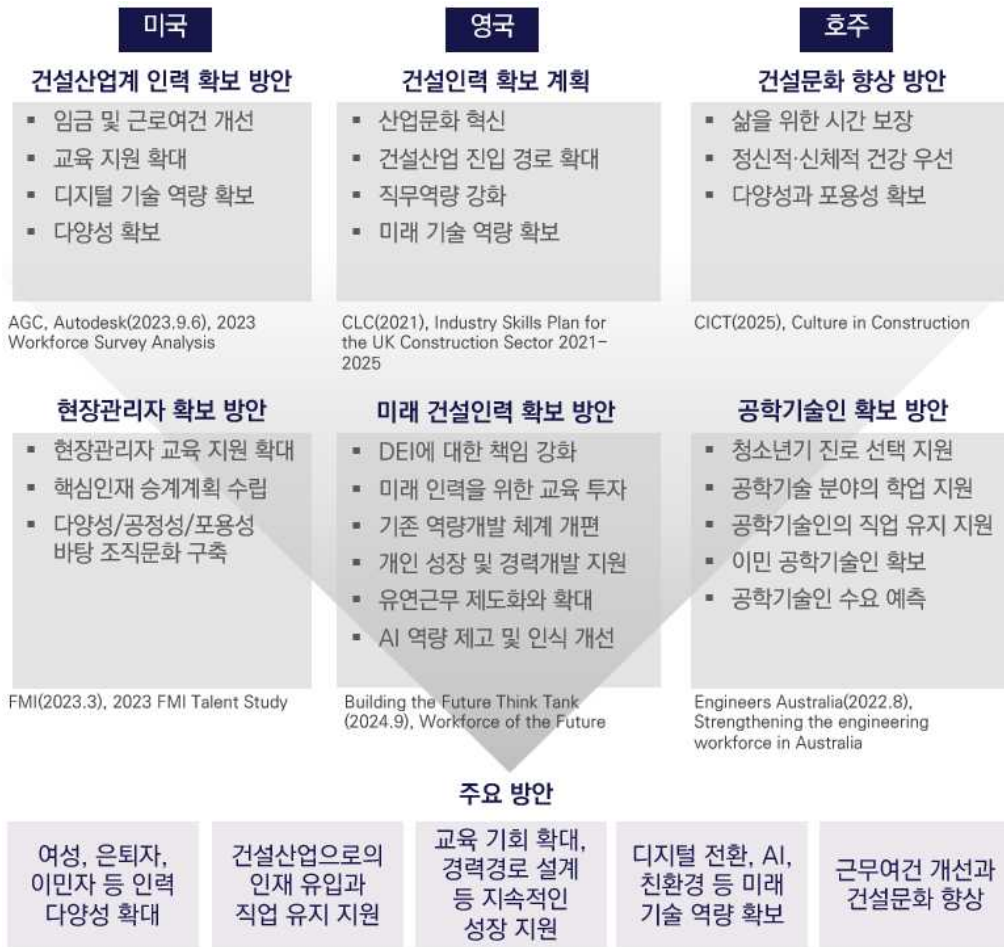 미국
건설산업계 인력 확보 방안
▪ 임금 및 근로여건 개선
▪ 교육 지원 확대
▪ 디지털 기술 역량 확보
▪ 다양성 확보
AGC, Autodesk(2023.9.6), 2023
Workforce Survey Analysis
현장관리자 확보 방안
▪ 현장관리자 교육 지원 확대
▪ 핵심인재 승계계획 수립
▪ 다양성/공정성/포용성
바탕 조직문화 구축
FMI(2023.3), 2023 FMI Talent Study
영국
건설인력 확보 계획
▪ 산업문화 혁신
▪ 건설산업 진입 경로 확대
▪ 직무역량 강화
▪ 미래 기술 역량 확보
CLC(2021), Industry Skills Plan for
the UK Construction Sector 2021–
2025
미래 건설인력 확보 방안
▪ DEI에 대한 책임 강화
▪ 미래 인력을 위한 교육 투자
▪ 기존 역량개발 체계 개편
▪ 개인 성장 및 경력개발 지원
▪ 유연근무 제도화와 확대
▪ AI 역량 제고 및 인식 개선
Building the Future Think Tank
(2024.9), Workforce of the Future
호주
건설문화 향상 방안
▪ 삶을 위한 시간 보장
▪ 정신적·신체적 건강 우선
▪ 다양성과 포용성 확보
CICT(2025), Culture in Construction
공학기술인 확보 방안
▪ 청소년기 진로 선택 지원
▪ 공학기술 분야의 학업 지원
▪ 공학기술인의 직업 유지 지원
▪ 이민 공학기술인 확보
▪ 공학기술인 수요 예측
Engineers Australia(2022.8),
Strengthening the engineering
workforce in Australia
주요 방안
여성, 은퇴자,
이민자 등 인력
다양성 확대
건설산업으로의
인재 유입과
직업 유지 지원
교육 기회 확대,
경력경로 설계
등 지속적인
성장 지원
디지털 전환, AI,
친환경 등 미래
기술 역량 확보
근무여건 개선과
건설문화 향상